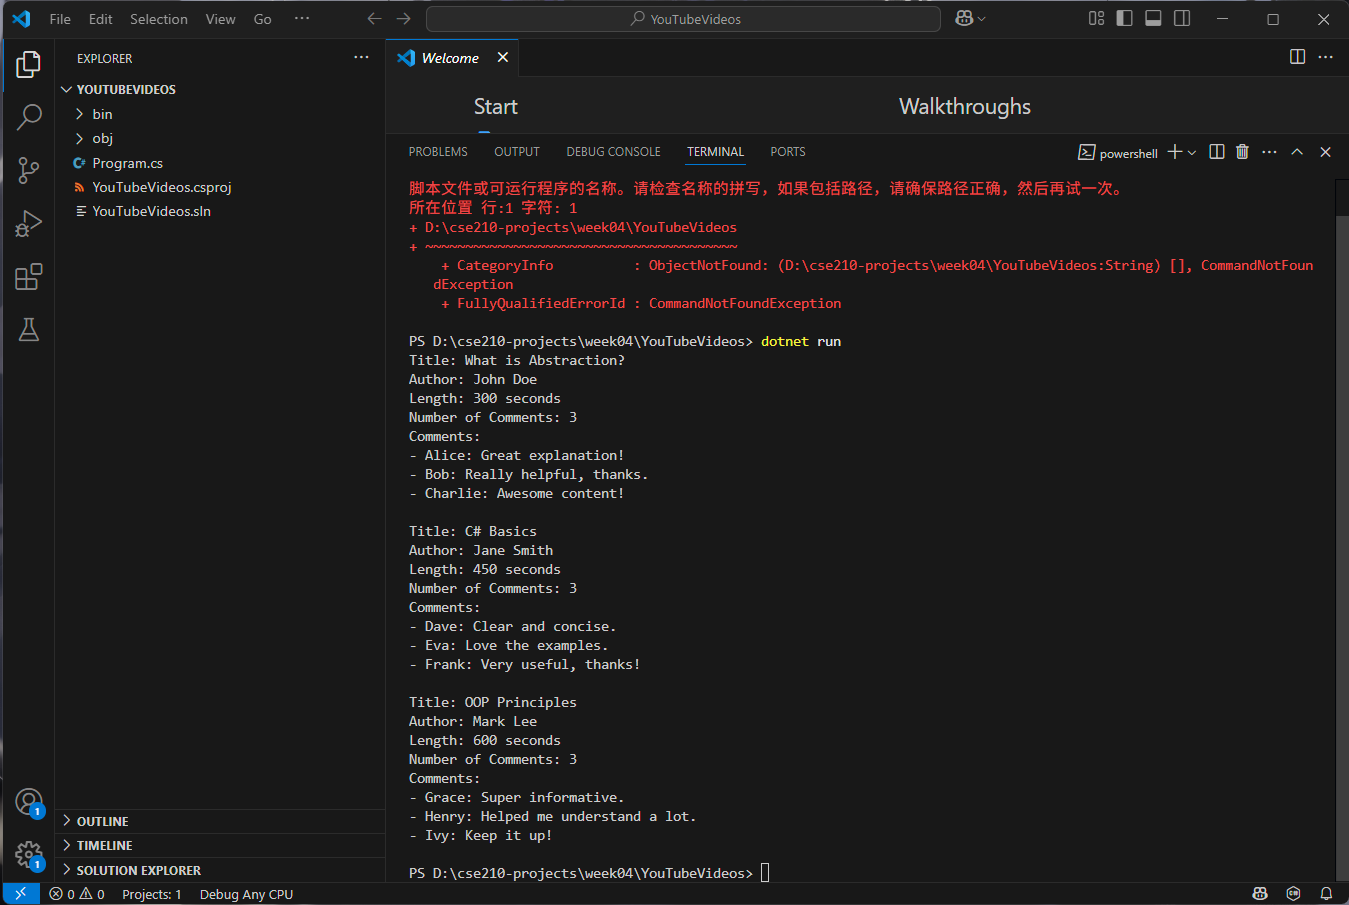 File Edit Selection View Go ··· YouTubeVideos
EXPLORER ···
YOUTUBEVIDEOS
bin
obj
C# Program.cs
YouTubeVideos.csproj
YouTubeVideos.sln
OUTLINE
TIMELINE
SOLUTION EXPLORER
1
1
Welcome
Start Walkthroughs
PROBLEMS OUTPUT DEBUG CONSOLE TERMINAL PORTS powershell
脚本文件或可运行程序的名称。请检查名称的拼写，如果包括路径，请确保路径正确，然后再试一次。
所在位置 行:1 字符: 1
+ D:\cse210-projects\week04\YouTubeVideos
+ ~~~~~~~~~~~~~~~~~~~~~~~~~~~~~~~~~~~~~~~
+ CategoryInfo          : ObjectNotFound: (D:\cse210-projects\week04\YouTubeVideos:String) [], CommandNotFoun
dException
+ FullyQualifiedErrorId : CommandNotFoundException
PS D:\cse210-projects\week04\YouTubeVideos> dotnet run
Title: What is Abstraction?
Author: John Doe
Length: 300 seconds
Number of Comments: 3
Comments:
- Alice: Great explanation!
- Bob: Really helpful, thanks.
- Charlie: Awesome content!
Title: C# Basics
Author: Jane Smith
Length: 450 seconds
Number of Comments: 3
Comments:
- Dave: Clear and concise.
- Eva: Love the examples.
- Frank: Very useful, thanks!
Title: OOP Principles
Author: Mark Lee
Length: 600 seconds
Number of Comments: 3
Comments:
- Grace: Super informative.
- Henry: Helped me understand a lot.
- Ivy: Keep it up!
PS D:\cse210-projects\week04\YouTubeVideos>
0 0 Projects: 1 Debug Any CPU